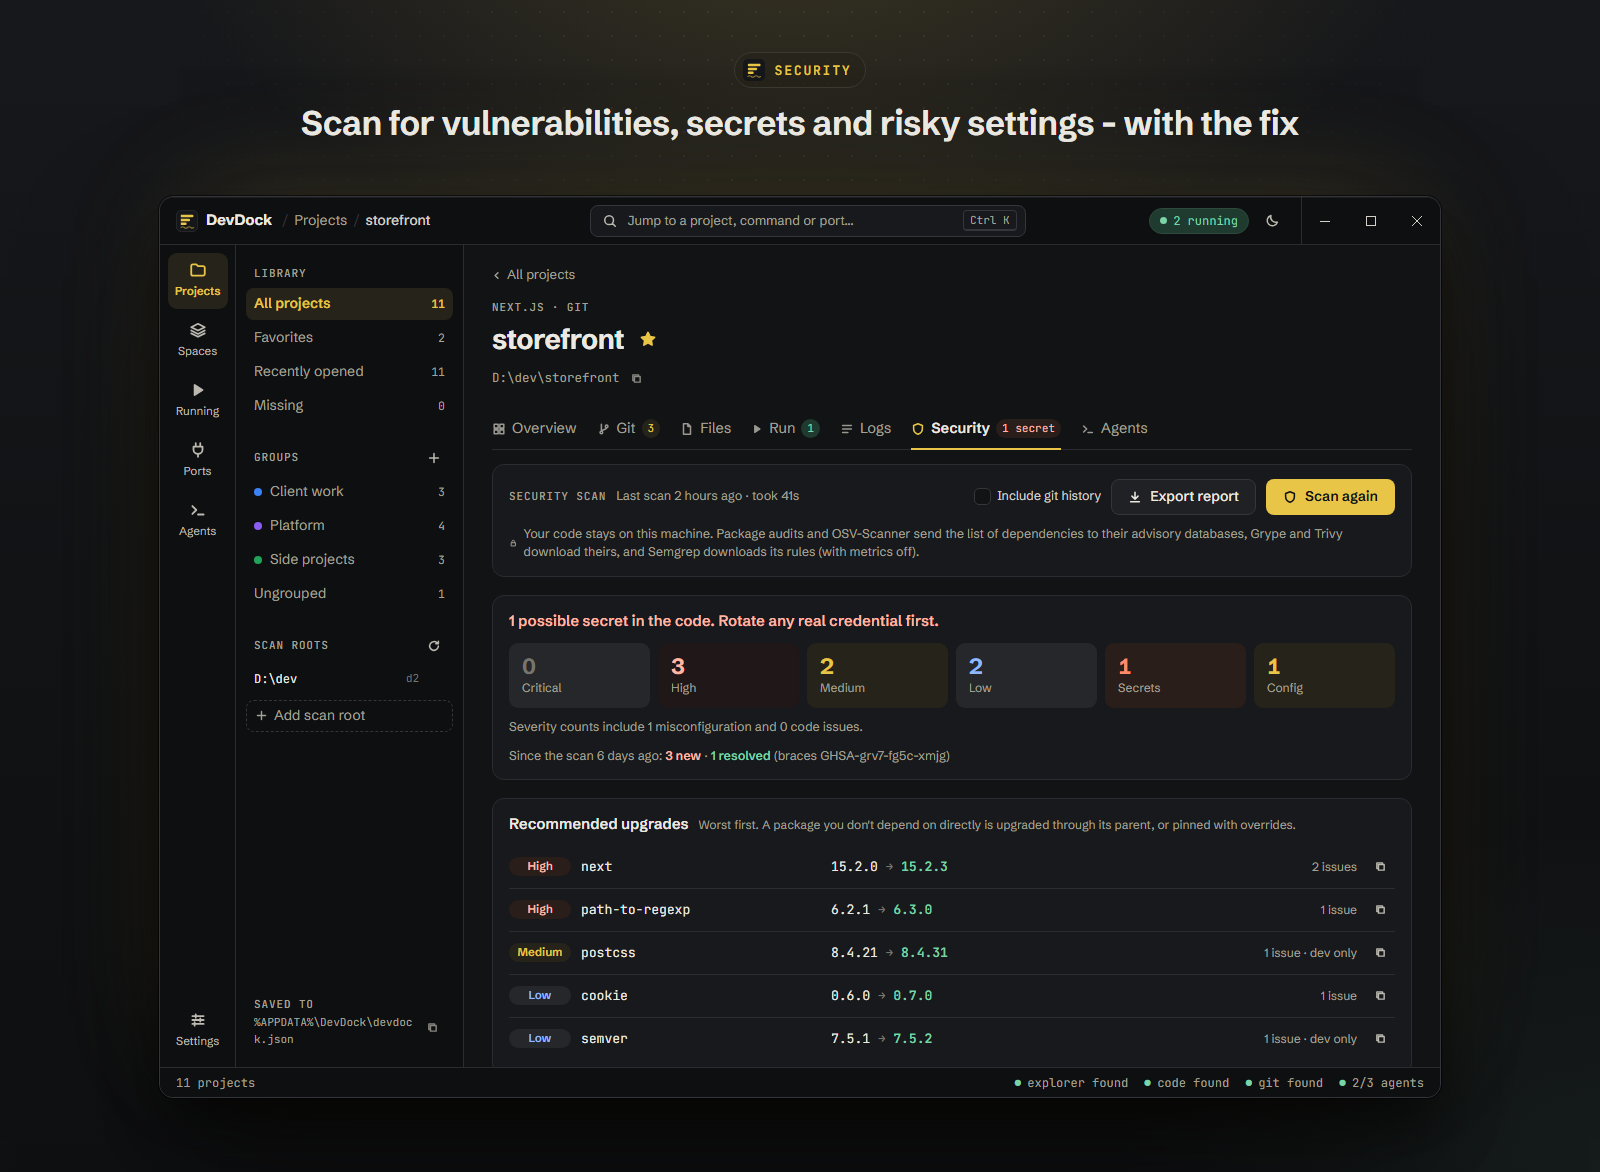 SECURITY
Scan for vulnerabilities, secrets and risky settings - with the fix
DevDock / Projects / storefront
Jump to a project, command or port...
Ctrl K
2 running
Projects
Spaces
Running
Ports
Agents
Settings
LIBRARY
All projects 11
Favorites 2
Recently opened 11
Missing 0
GROUPS
Client work 3
Platform 4
Side projects 3
Ungrouped 1
SCAN ROOTS
D:\dev d2
+ Add scan root
SAVED TO
%APPDATA%\DevDock\devdoc
k.json
‹ All projects
NEXT.JS · GIT
storefront
D:\dev\storefront
Overview Git 3 Files Run 1 Logs Security 1 secret Agents
SECURITY SCAN Last scan 2 hours ago · took 41s
Include git history
Export report
Scan again
Your code stays on this machine. Package audits and OSV-Scanner send the list of dependencies to their advisory databases, Grype and Trivy
download theirs, and Semgrep downloads its rules (with metrics off).
1 possible secret in the code. Rotate any real credential first.
0 Critical
3 High
2 Medium
2 Low
1 Secrets
1 Config
Severity counts include 1 misconfiguration and 0 code issues.
Since the scan 6 days ago: 3 new · 1 resolved (braces GHSA-grv7-fg5c-xmjg)
Recommended upgrades Worst first. A package you don't depend on directly is upgraded through its parent, or pinned with overrides.
High next 15.2.0 → 15.2.3 2 issues
High path-to-regexp 6.2.1 → 6.3.0 1 issue
Medium postcss 8.4.21 → 8.4.31 1 issue · dev only
Low cookie 0.6.0 → 0.7.0 1 issue
Low semver 7.5.1 → 7.5.2 1 issue · dev only
11 projects
explorer found code found git found 2/3 agents